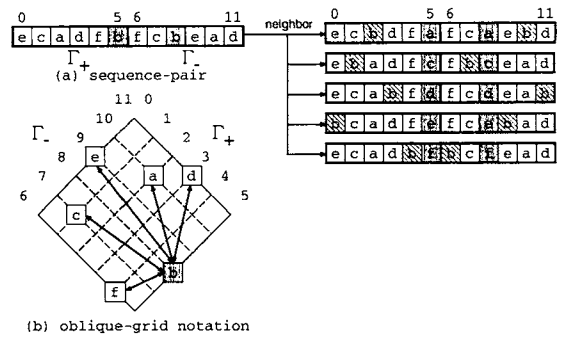 0 5 6 11
e c a d f b f c b e a d
Γ+ Γ-
(a) sequence-pair
neighbor
0 5 6 11
e c b d f a f c a e b d
e b a d f c f b c e a d
e c a b f d f c d e a b
b c a d f e f c e b a d
e c a d b f b c f e a d
11 0
10 1
Γ- 9 2 Γ+
8 e 3
7 a d 4
6 c 5
b
f
(b) oblique-grid notation